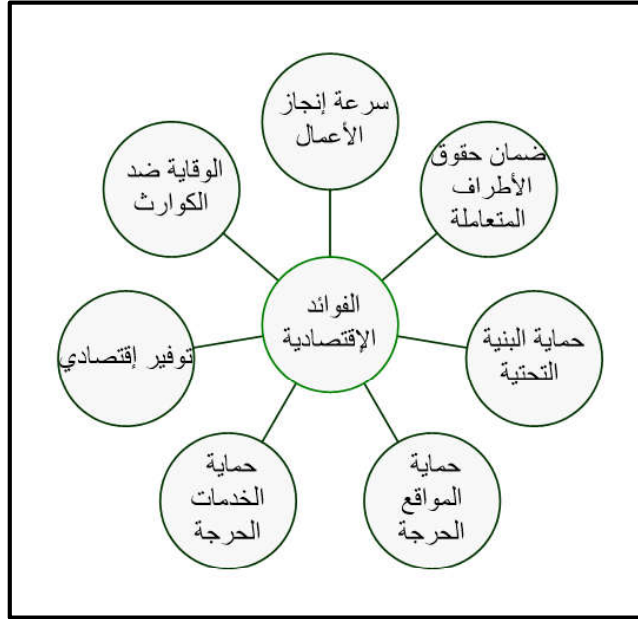 سرعة إنجاز
الأعمال
ضمان حقوق
الأطراف
المتعاملة
حماية البنية
التحتية
حماية
المواقع
الحرجة
حماية
الخدمات
الحرجة
توفير إقتصادي
الوقاية ضد
الكوارث
الفوائد
الإقتصادية